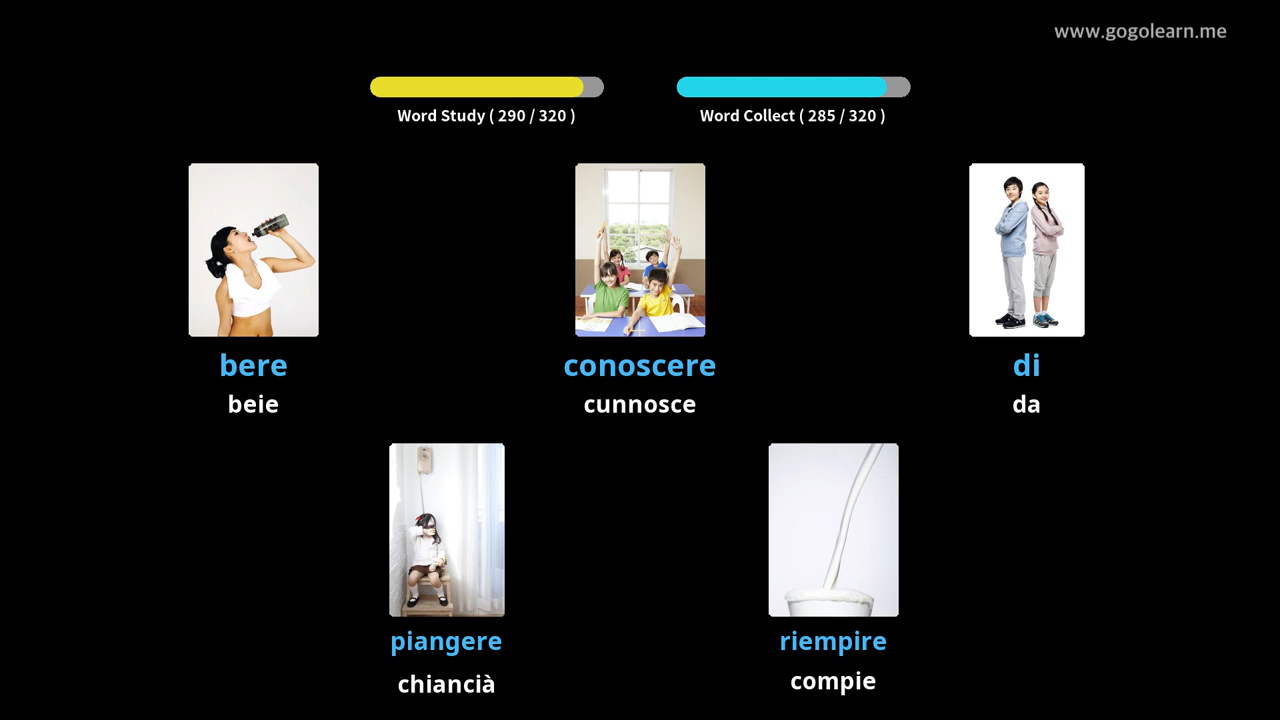 www.gogolearn.me
Word Study ( 290 / 320 )
Word Collect ( 285 / 320 )
bere
beie
conoscere
cunnosce
di
da
piangere
chiancià
riempire
compie